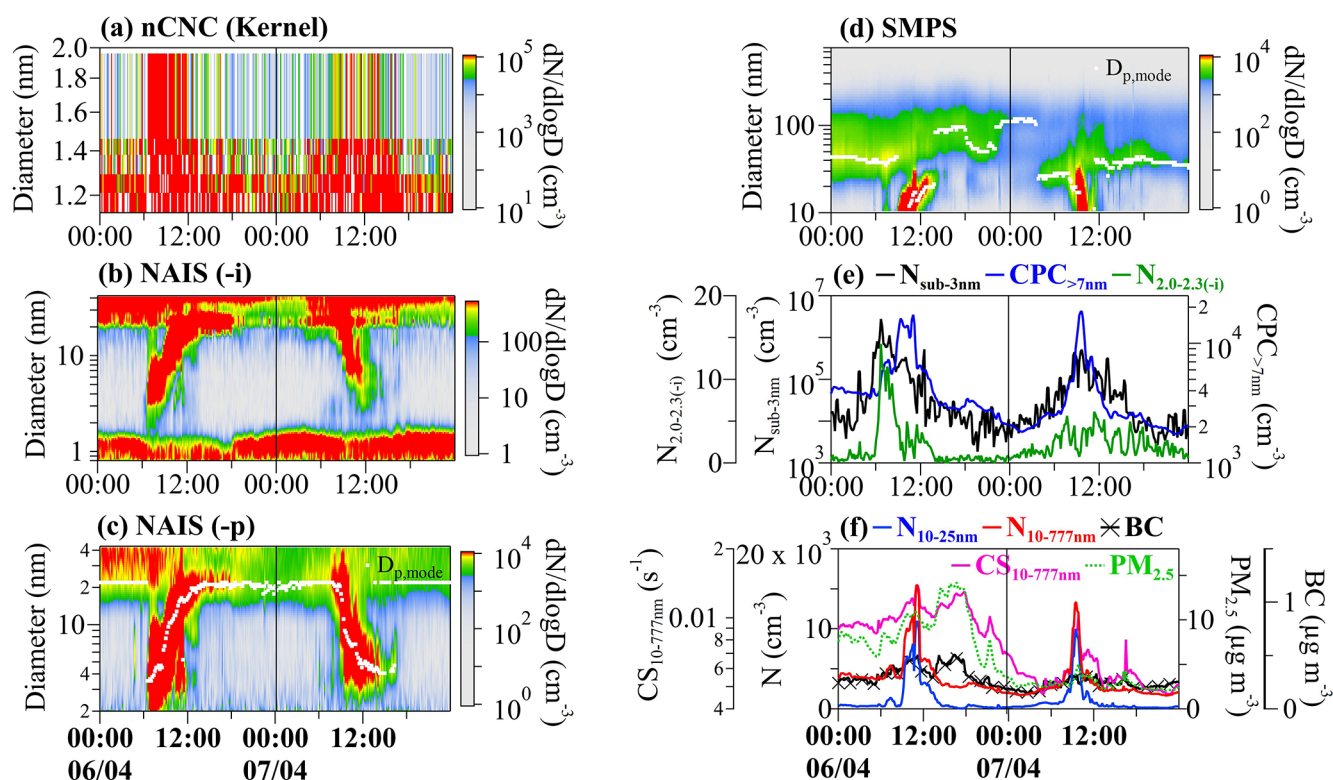 (a) nCNC (Kernel)
2.0
1.8
1.6
1.4
1.2
Diameter (nm)
10^5
10^3
10^1
dN/dlogD (cm^-3)
00:00 12:00 00:00 12:00
(b) NAIS (-i)
10
1
Diameter (nm)
100
10
1
dN/dlogD (cm^-3)
00:00 12:00 00:00 12:00
(c) NAIS (-p)
4
2
10
4
2
Diameter (nm)
D_p,mode
10^4
10^2
10^0
dN/dlogD (cm^-3)
00:00 12:00 00:00 12:00
06/04 07/04
(d) SMPS
100
10
Diameter (nm)
D_p,mode
10^4
10^2
10^0
dN/dlogD (cm^-3)
00:00 12:00 00:00 12:00
(e) N_sub-3nm CPC_>7nm N_2.0-2.3(-i)
20
10
0
N_2.0-2.3(-i) (cm^-3)
10^7
10^5
10^3
N_sub-3nm (cm^-3)
2
10^4
4
2
10^3
CPC_>7nm (cm^-3)
00:00 12:00 00:00 12:00
(f) N_10-25nm N_10-777nm BC
CS_10-777nm PM_2.5
2
0.01
8
6
4
CS_10-777nm (s^-1)
20 x 10^3
10
0
N (cm^-3)
10
0
PM_2.5 (µg m^-3)
1
0
BC (µg m^-3)
00:00 12:00 00:00 12:00
06/04 07/04